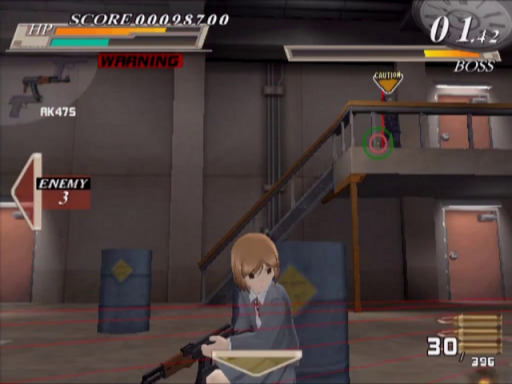 SCORE 00098700
HP
WARNING
01.42
BOSS
CAUTION
AK47S
ENEMY
3
30/396